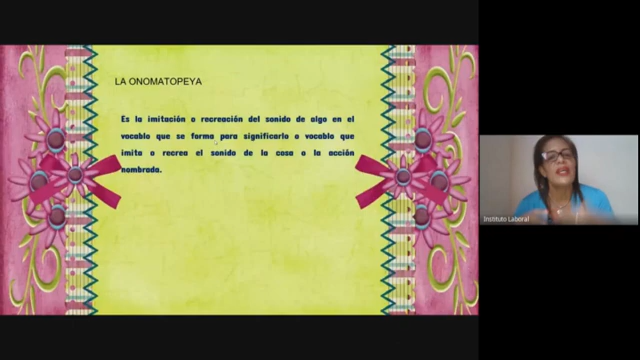 LA ONOMATOPEYA
Es la imitación o recreación del sonido de algo en el
vocablo que se forma para significarlo o vocablo que
imita o recrea el sonido de la cosa o la acción
nombrada.
Instituto Laboral